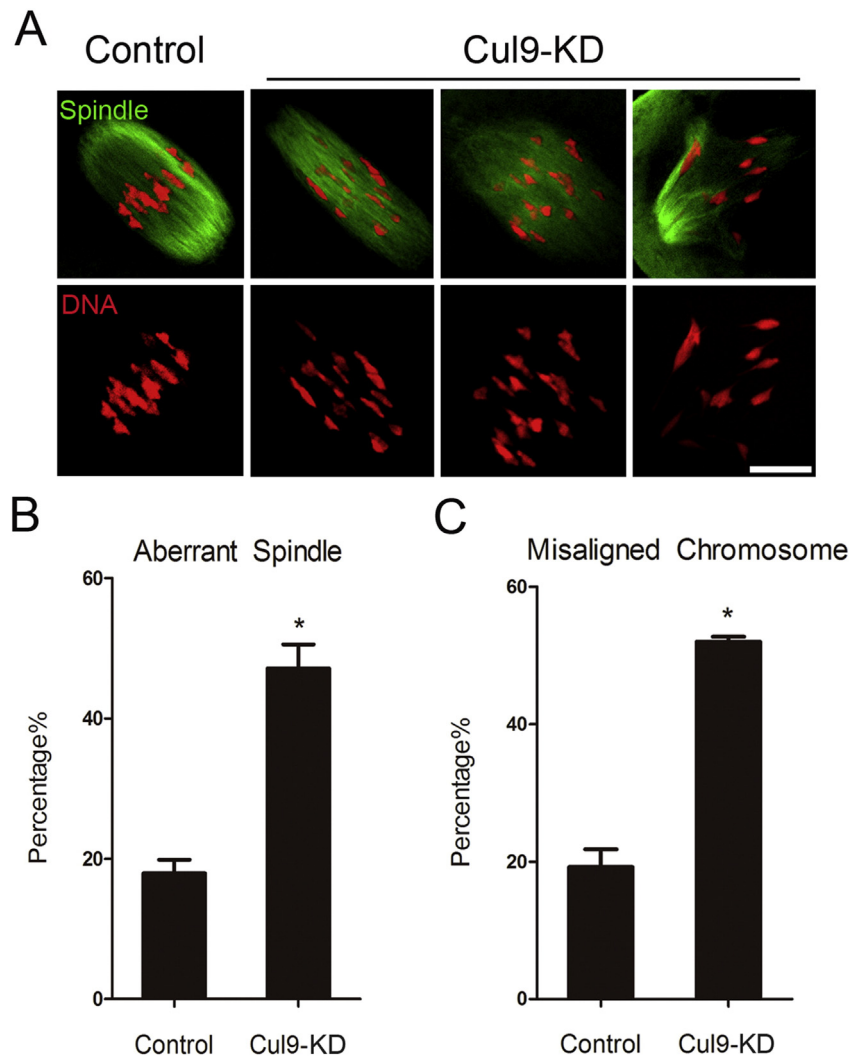 A
Control
Cul9-KD
Spindle
DNA
B
Aberrant Spindle
60
*
40
20
0
Percentage%
Control
Cul9-KD
C
Misaligned Chromosome
60
*
40
20
0
Percentage%
Control
Cul9-KD